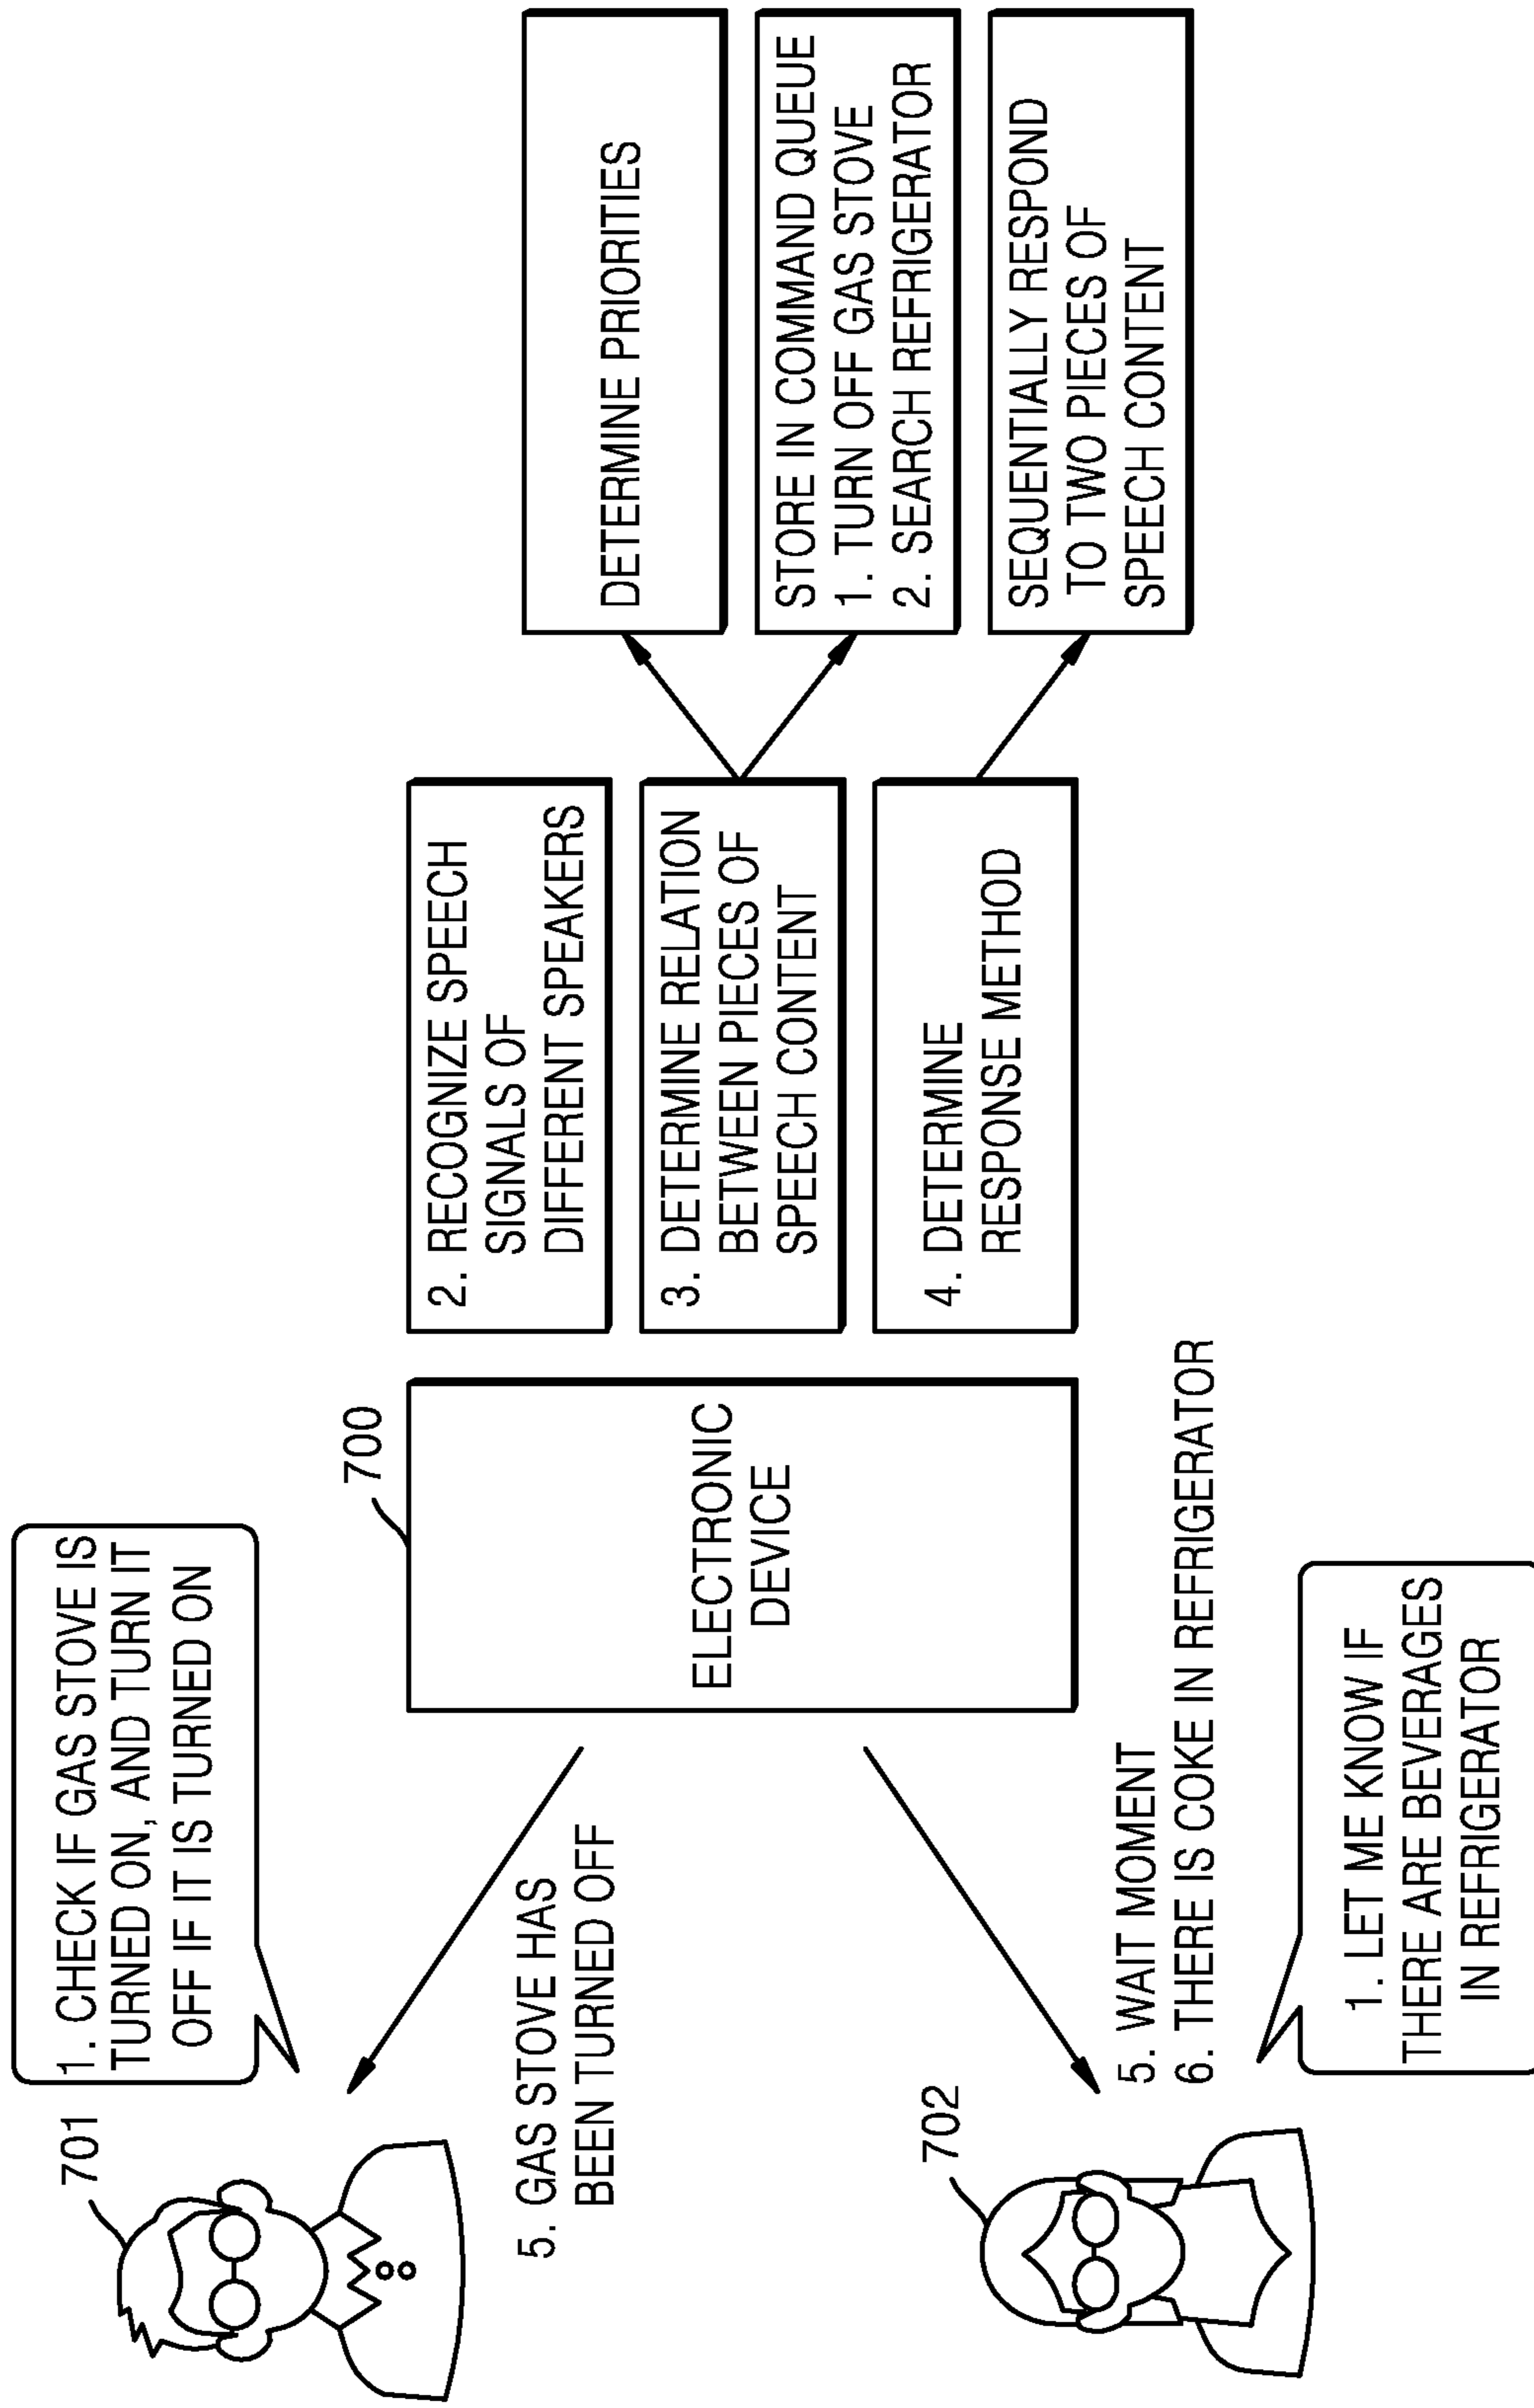 701
1. CHECK IF GAS STOVE IS
TURNED ON, AND TURN IT
OFF IF IT IS TURNED ON
5. GAS STOVE HAS
BEEN TURNED OFF
702
5. WAIT MOMENT
6. THERE IS COKE IN REFRIGERATOR
1. LET ME KNOW IF
THERE ARE BEVERAGES
IN REFRIGERATOR
700
ELECTRONIC
DEVICE
2. RECOGNIZE SPEECH
SIGNALS OF
DIFFERENT SPEAKERS
3. DETERMINE RELATION
BETWEEN PIECES OF
SPEECH CONTENT
4. DETERMINE
RESPONSE METHOD
DETERMINE PRIORITIES
STORE IN COMMAND QUEUE
1. TURN OFF GAS STOVE
2. SEARCH REFRIGERATOR
SEQUENTIALLY RESPOND
TO TWO PIECES OF
SPEECH CONTENT